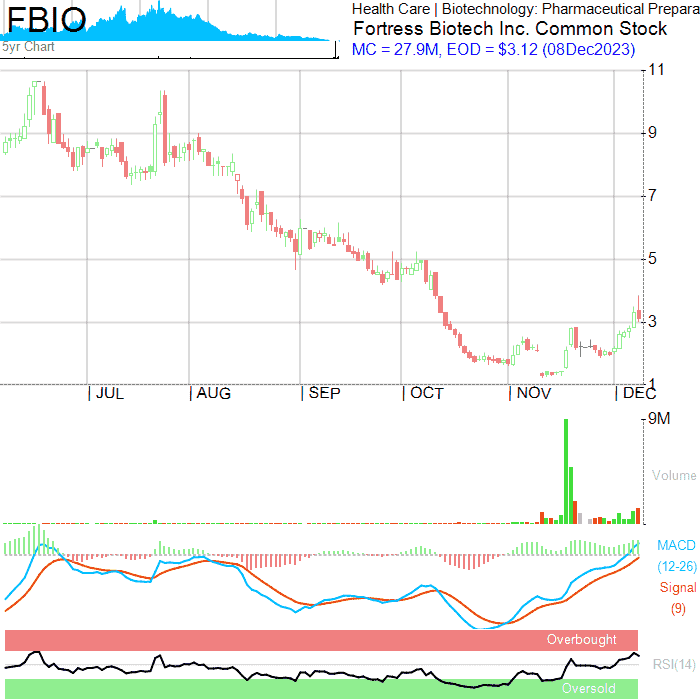 FBIO
5yr Chart
Health Care | Biotechnology: Pharmaceutical Prepara
Fortress Biotech Inc. Common Stock
MC = 27.9M, EOD = $3.12 (08Dec2023)
11
9
7
5
3
1
JUL
AUG
SEP
OCT
NOV
DEC
9M
Volume
MACD
(12-26)
Signal
(9)
Overbought
RSI(14)
Oversold